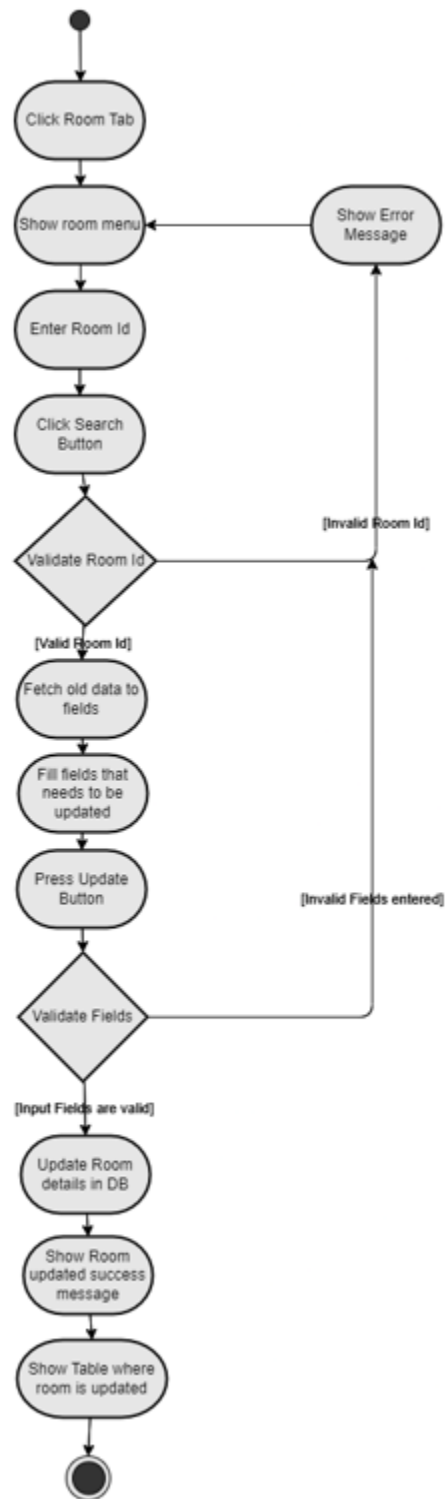 Click Room Tab
Show room menu
Show Error
Message
Enter Room Id
Click Search
Button
[Invalid Room Id]
Validate Room Id
[Valid Room Id]
Fetch old data to
fields
Fill fields that
needs to be
updated
Press Update
Button
[Invalid Fields entered]
Validate Fields
[Input Fields are valid]
Update Room
details in DB
Show Room
updated success
message
Show Table where
room is updated